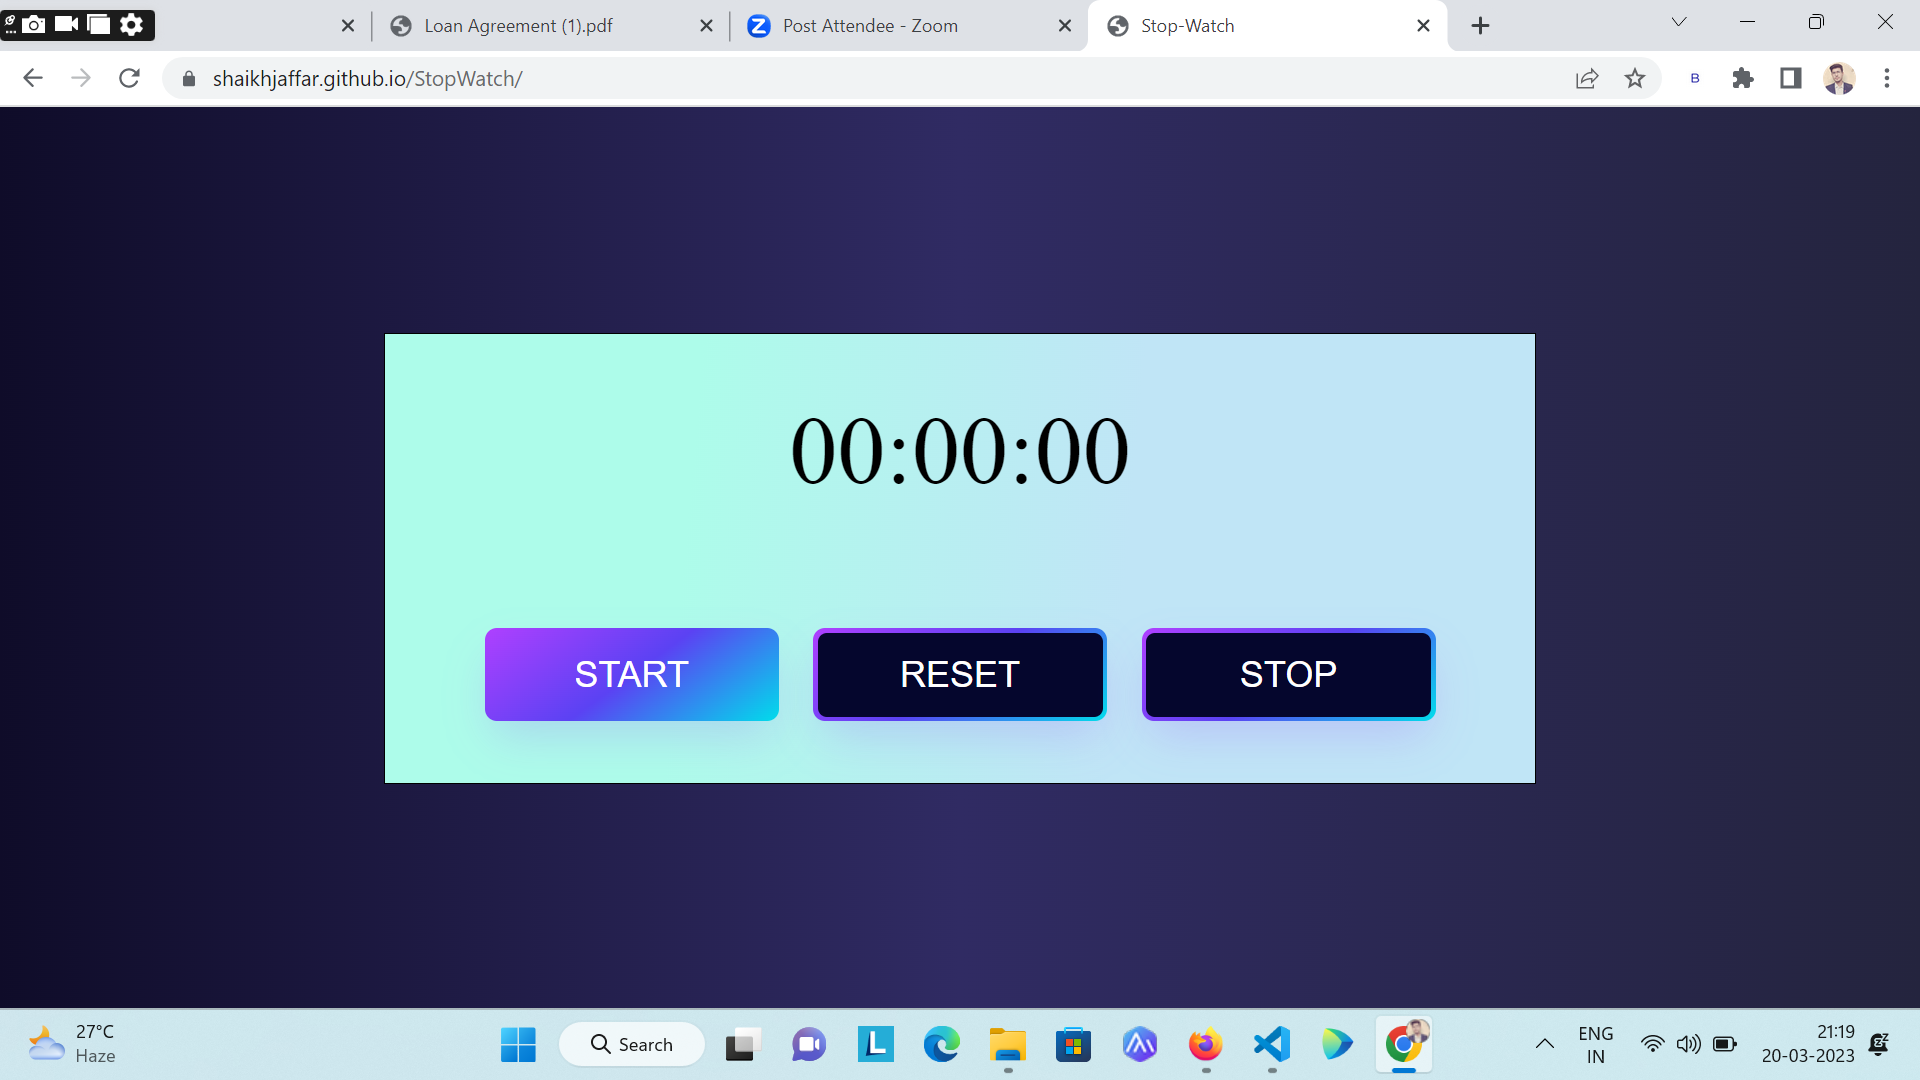 Loan Agreement (1).pdf
Post Attendee - Zoom
Stop-Watch
shaikhjaffar.github.io/StopWatch/
B
00:00:00
START
RESET
STOP
27°C
Haze
Search
L
ENG
IN
21:19
20-03-2023